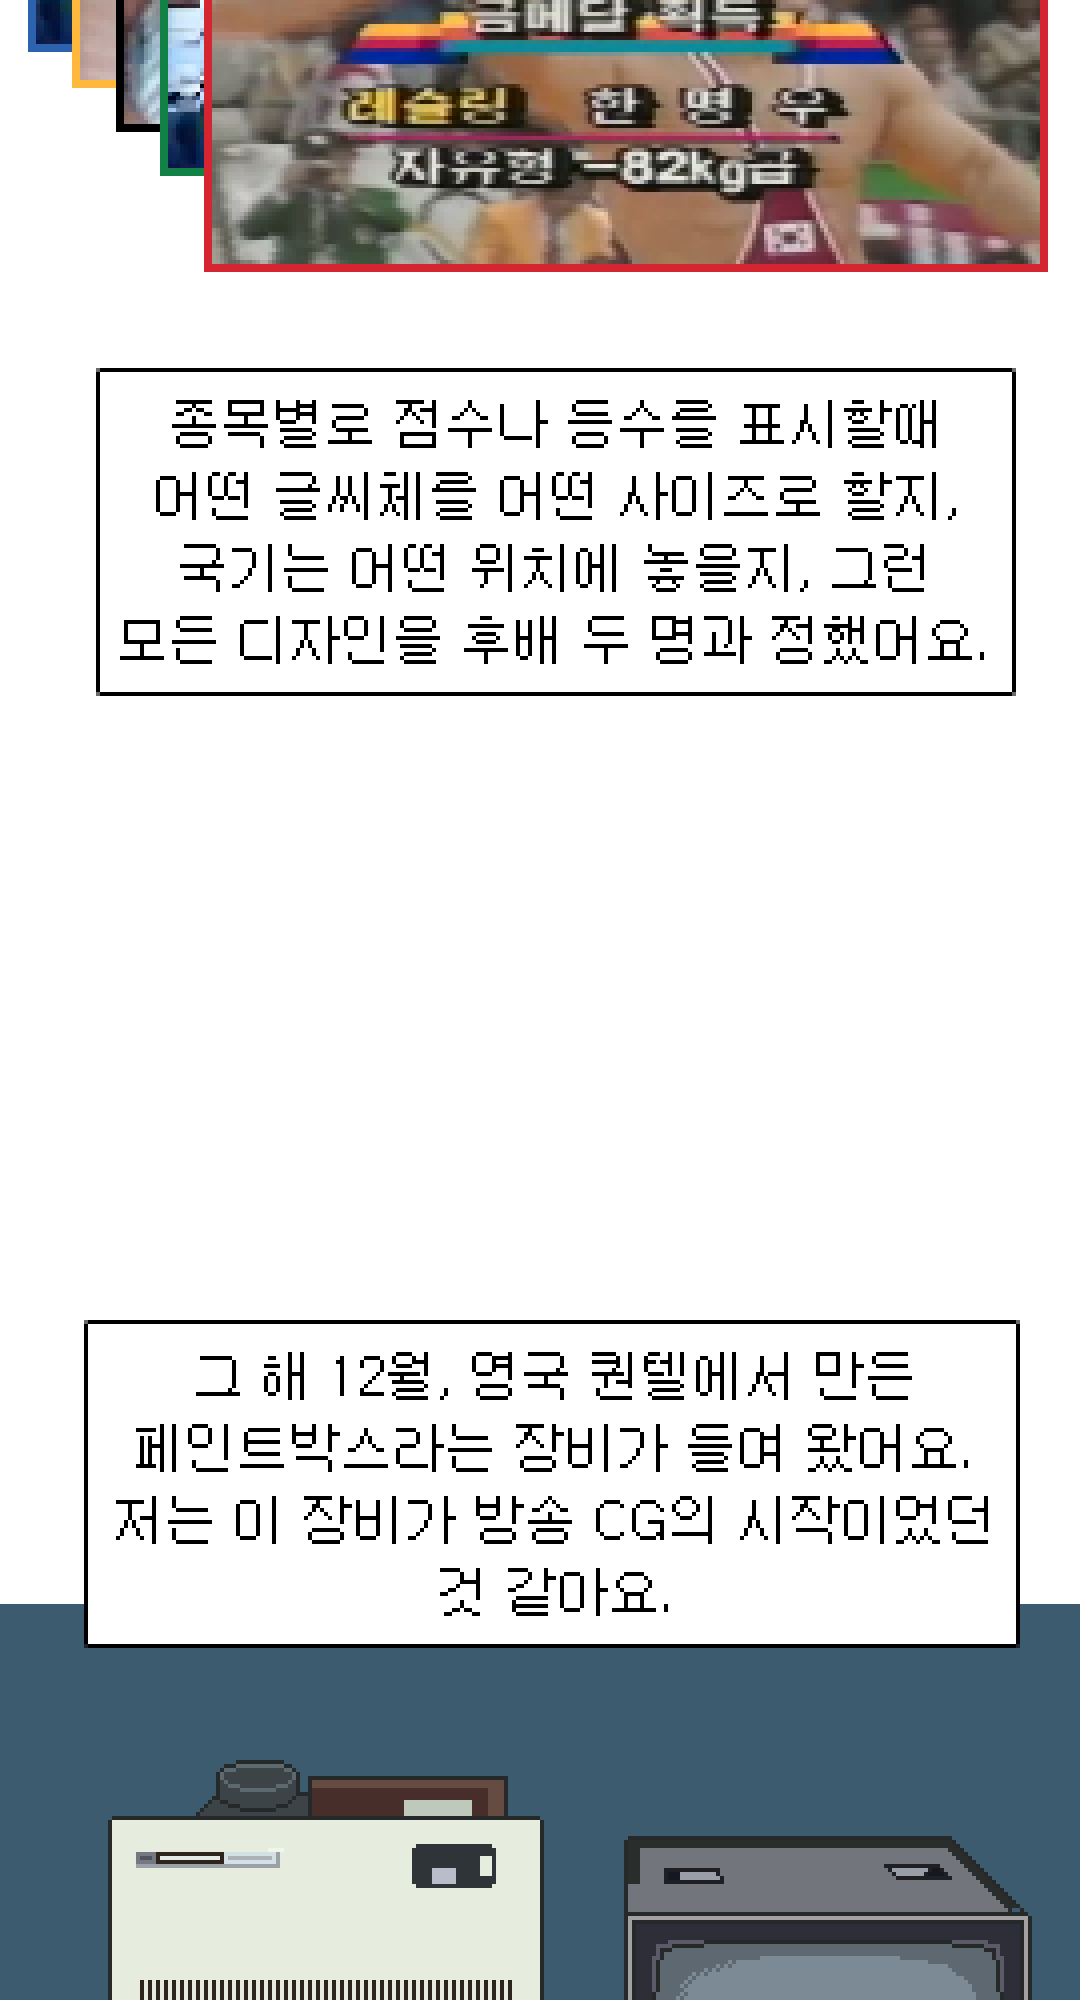 금메달 획득
레슬링 한 명 우
자유형 -82kg급
종목별로 점수나 등수를 표시할때
어떤 글씨체를 어떤 사이즈로 할지,
국기는 어떤 위치에 놓을지, 그런
모든 디자인을 후배 두 명과 정했어요.
그 해 12월, 영국 퀀텔에서 만든
페인트박스라는 장비가 들여 왔어요.
저는 이 장비가 방송 CG의 시작이었던
것 같아요.